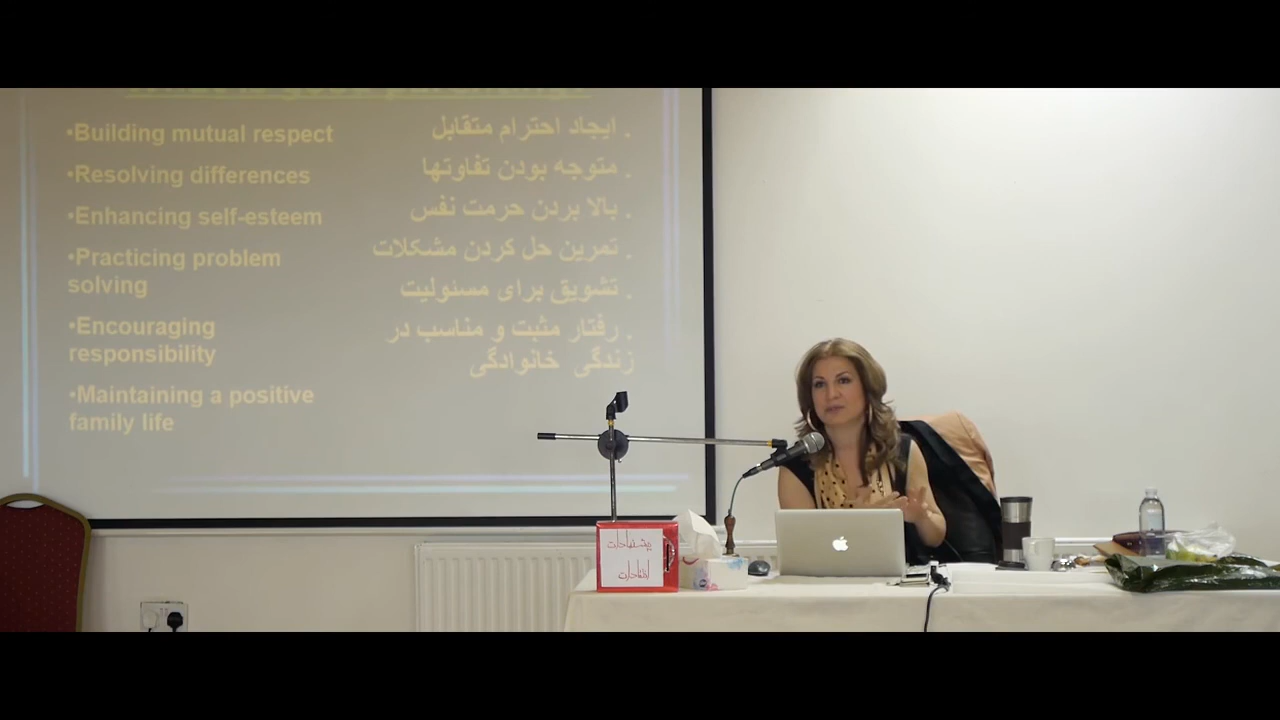 •Building mutual respect
•Resolving differences
•Enhancing self-esteem
•Practicing problem
solving
•Encouraging
responsibility
•Maintaining a positive
family life
. ایجاد احترام متقابل
. متوجه بودن تفاوتها
. بالا بردن حرمت نفس
. تمرین حل کردن مشکلات
. تشویق برای مسئولیت
. رفتار مثبت و مناسب در
زندگی خانوادگی
پیشنهادات
انتقادات